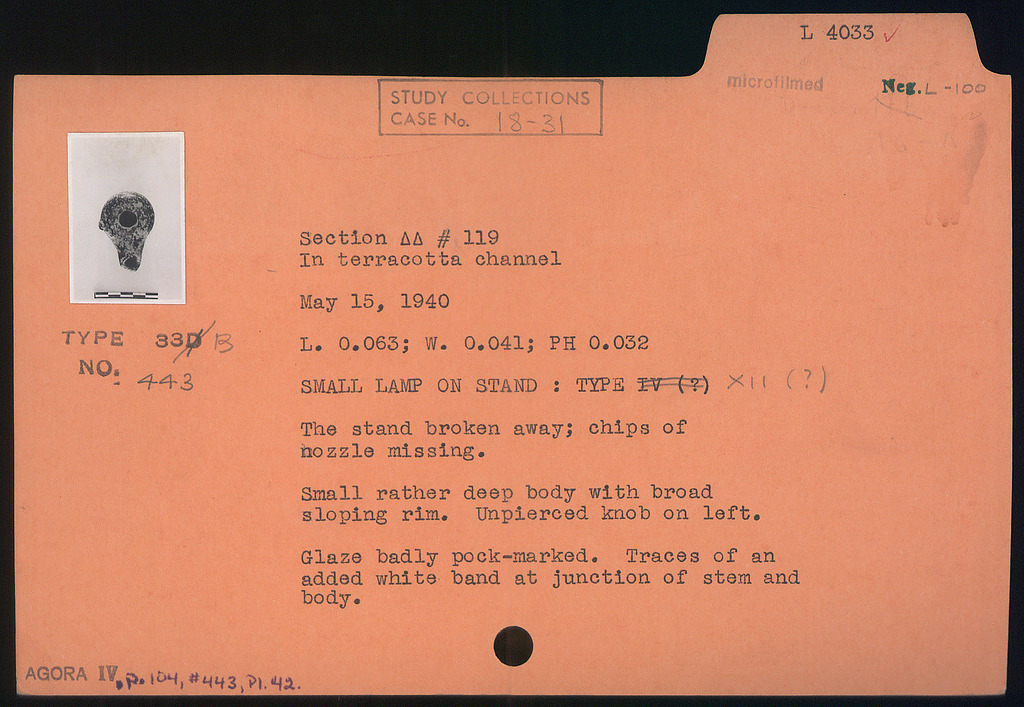 L 4033 ✓
microfilmed
Neg. L-100
STUDY COLLECTIONS
CASE No. 18-31
Section ΔΔ # 119
In terracotta channel
May 15, 1940
TYPE 33D B
NO. 443
L. 0.063; W. 0.041; PH 0.032
SMALL LAMP ON STAND : TYPE IV (?) XII (?)
The stand broken away; chips of
nozzle missing.
Small rather deep body with broad
sloping rim. Unpierced knob on left.
Glaze badly pock-marked. Traces of an
added white band at junction of stem and
body.
AGORA IV, p. 104, #443, Pl. 42.